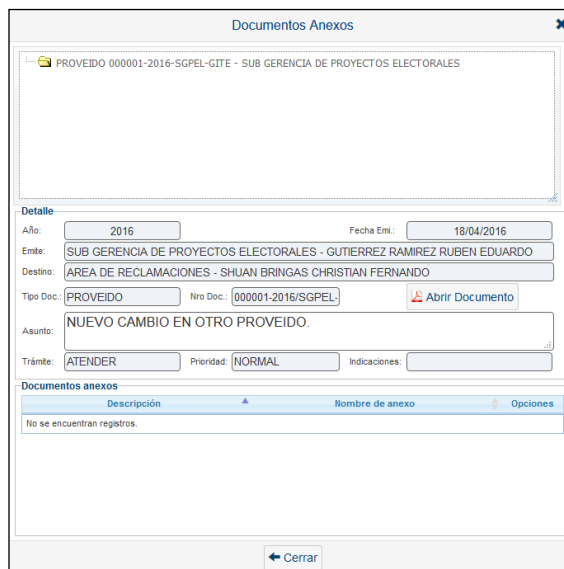 Documentos Anexos
PROVEIDO 000001-2016-SGPEL-GITE - SUB GERENCIA DE PROYECTOS ELECTORALES
Detalle
Año: 2016 Fecha Emi.: 18/04/2016
Emite: SUB GERENCIA DE PROYECTOS ELECTORALES - GUTIERREZ RAMIREZ RUBEN EDUARDO
Destino: AREA DE RECLAMACIONES - SHUAN BRINGAS CHRISTIAN FERNANDO
Tipo Doc.: PROVEIDO Nro Doc.: 000001-2016/SGPEL- Abrir Documento
Asunto: NUEVO CAMBIO EN OTRO PROVEIDO.
Trámite: ATENDER Prioridad: NORMAL Indicaciones:
Documentos anexos
Descripción Nombre de anexo Opciones
No se encuentran registros.
Cerrar